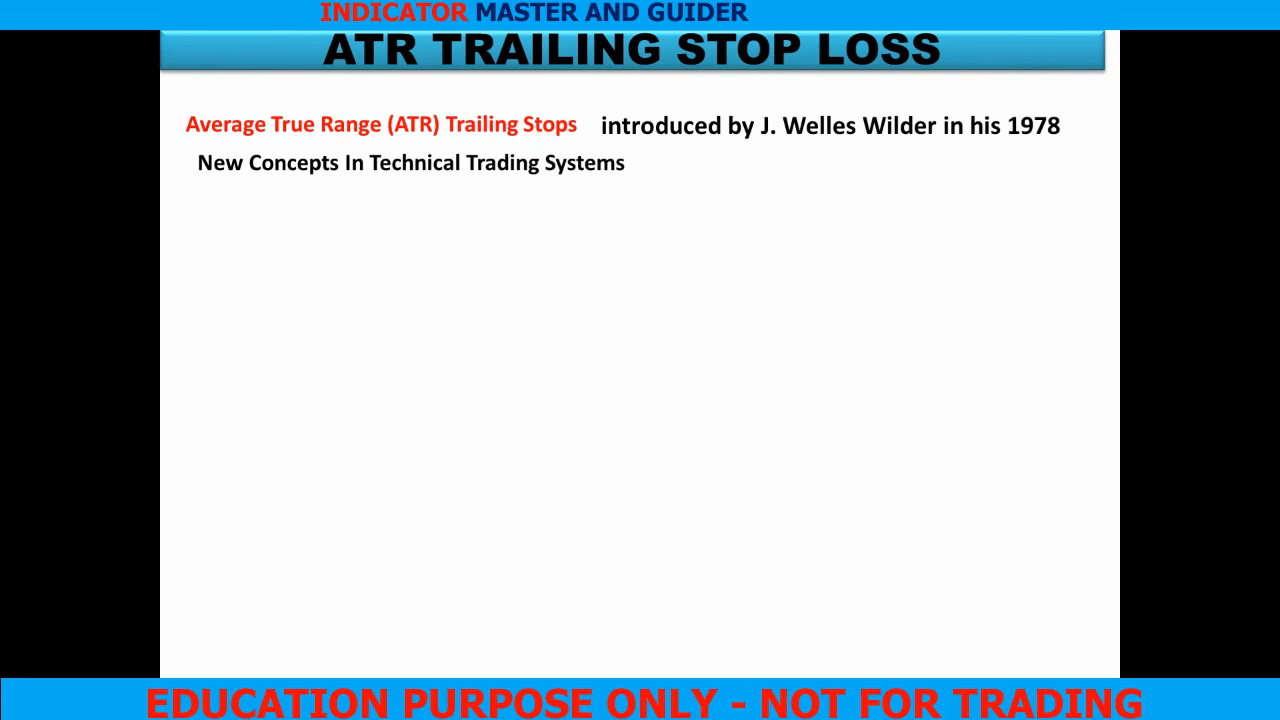 INDICATOR MASTER AND GUIDER
ATR TRAILING STOP LOSS
Average True Range (ATR) Trailing Stops introduced by J. Welles Wilder in his 1978
New Concepts In Technical Trading Systems
EDUCATION PURPOSE ONLY - NOT FOR TRADING